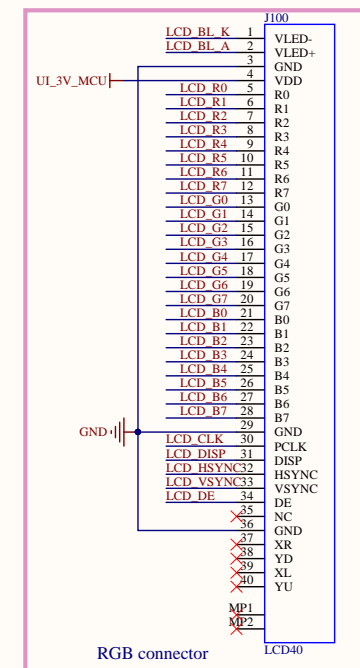 J100
LCD_BL_K 1 VLED-
LCD_BL_A 2 VLED+
3 GND
UI_3V_MCU 4 VDD
LCD_R0 5 R0
LCD_R1 6 R1
LCD_R2 7 R2
LCD_R3 8 R3
LCD_R4 9 R4
LCD_R5 10 R5
LCD_R6 11 R6
LCD_R7 12 R7
LCD_G0 13 G0
LCD_G1 14 G1
LCD_G2 15 G2
LCD_G3 16 G3
LCD_G4 17 G4
LCD_G5 18 G5
LCD_G6 19 G6
LCD_G7 20 G7
LCD_B0 21 B0
LCD_B1 22 B1
LCD_B2 23 B2
LCD_B3 24 B3
LCD_B4 25 B4
LCD_B5 26 B5
LCD_B6 27 B6
LCD_B7 28 B7
GND 29 GND
LCD_CLK 30 PCLK
LCD_DISP 31 DISP
LCD_HSYNC 32 HSYNC
LCD_VSYNC 33 VSYNC
LCD_DE 34 DE
35 NC
36 GND
37 XR
38 YD
39 XL
40 YU
MP1
MP2
RGB connector LCD40